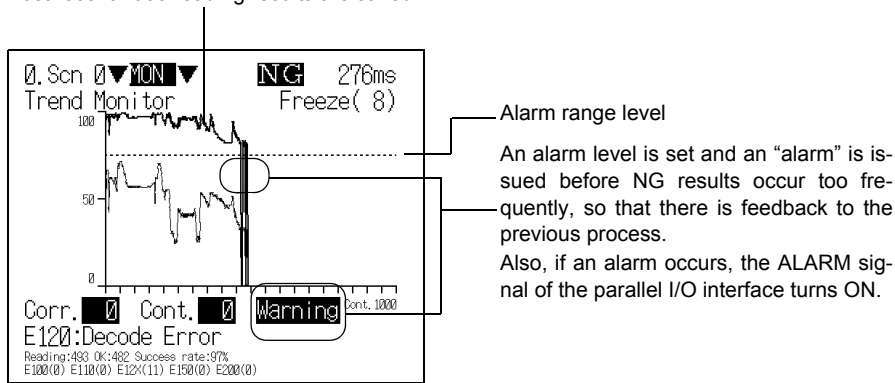 0.Scn 0▼MON ▼ NG 276ms
Trend Monitor Freeze( 8)
100
50
0
Corr. 0 Cont. 0 Warning Cont. 1000
E120:Decode Error
Reading:493 OK:482 Success rate:97%
E100(0) E110(0) E12X(11) E150(0) E200(0)
Alarm range level
An alarm level is set and an “alarm” is is-
sued before NG results occur too fre-
quently, so that there is feedback to the
previous process.
Also, if an alarm occurs, the ALARM sig-
nal of the parallel I/O interface turns ON.